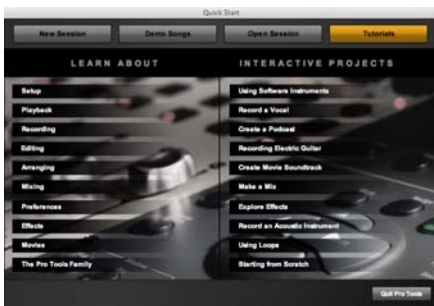 Quick Start
New Session
Demo Songs
Open Session
Tutorials
LEARN ABOUT
Setup
Playback
Recording
Editing
Arranging
Mixing
Preferences
Effects
Movies
The Pro Tools Family
INTERACTIVE PROJECTS
Using Software Instruments
Record a Vocal
Create a Podcast
Recording Electric Guitar
Create Movie Soundtrack
Make a Mix
Explore Effects
Record an Acoustic Instrument
Using Loops
Starting from Scratch
Quit Pro Tools